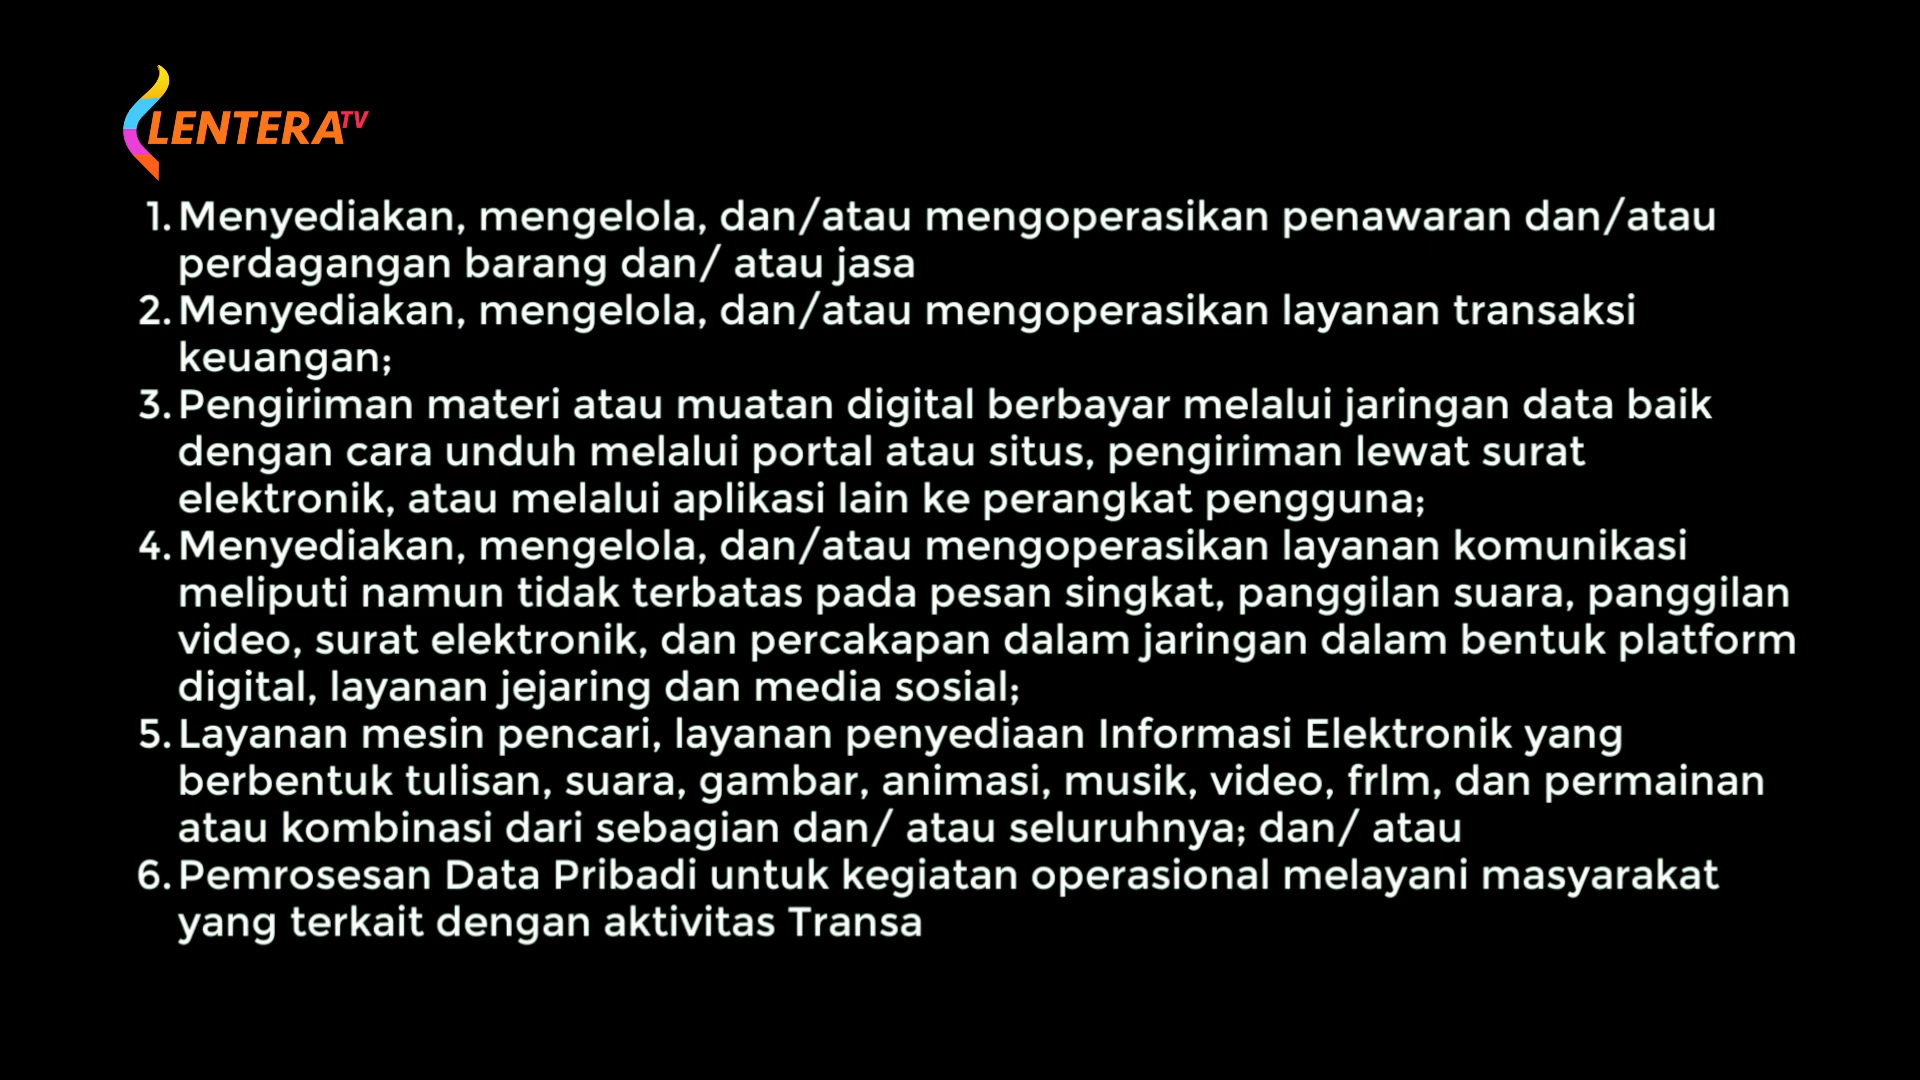 LENTERA TV
1. Menyediakan, mengelola, dan/atau mengoperasikan penawaran dan/atau
perdagangan barang dan/ atau jasa
2. Menyediakan, mengelola, dan/atau mengoperasikan layanan transaksi
keuangan;
3. Pengiriman materi atau muatan digital berbayar melalui jaringan data baik
dengan cara unduh melalui portal atau situs, pengiriman lewat surat
elektronik, atau melalui aplikasi lain ke perangkat pengguna;
4. Menyediakan, mengelola, dan/atau mengoperasikan layanan komunikasi
meliputi namun tidak terbatas pada pesan singkat, panggilan suara, panggilan
video, surat elektronik, dan percakapan dalam jaringan dalam bentuk platform
digital, layanan jejaring dan media sosial;
5. Layanan mesin pencari, layanan penyediaan Informasi Elektronik yang
berbentuk tulisan, suara, gambar, animasi, musik, video, frlm, dan permainan
atau kombinasi dari sebagian dan/ atau seluruhnya; dan/ atau
6. Pemrosesan Data Pribadi untuk kegiatan operasional melayani masyarakat
yang terkait dengan aktivitas Transa